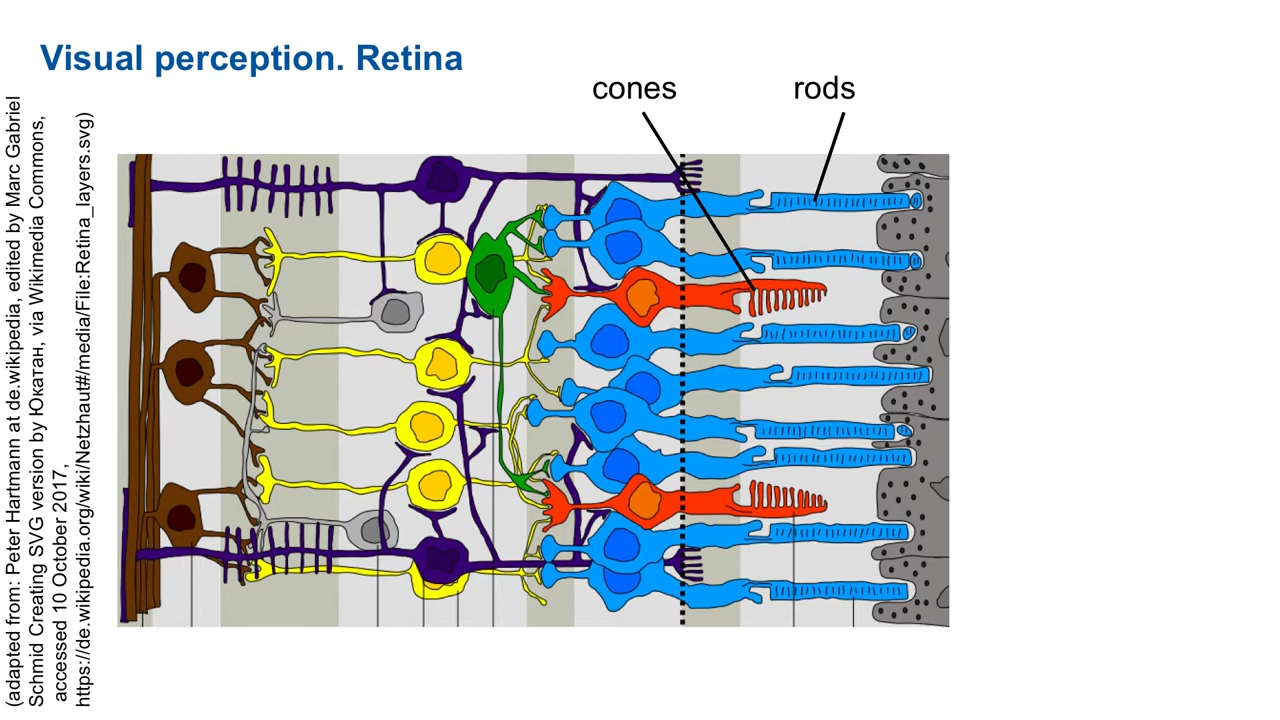 Visual perception. Retina
cones
rods
(adapted from: Peter Hartmann at de.wikipedia, edited by Marc Gabriel
Schmid Creating SVG version by Юкатан, via Wikimedia Commons,
accessed 10 October 2017,
https://de.wikipedia.org/wiki/Netzhaut#/media/File:Retina_layers.svg)